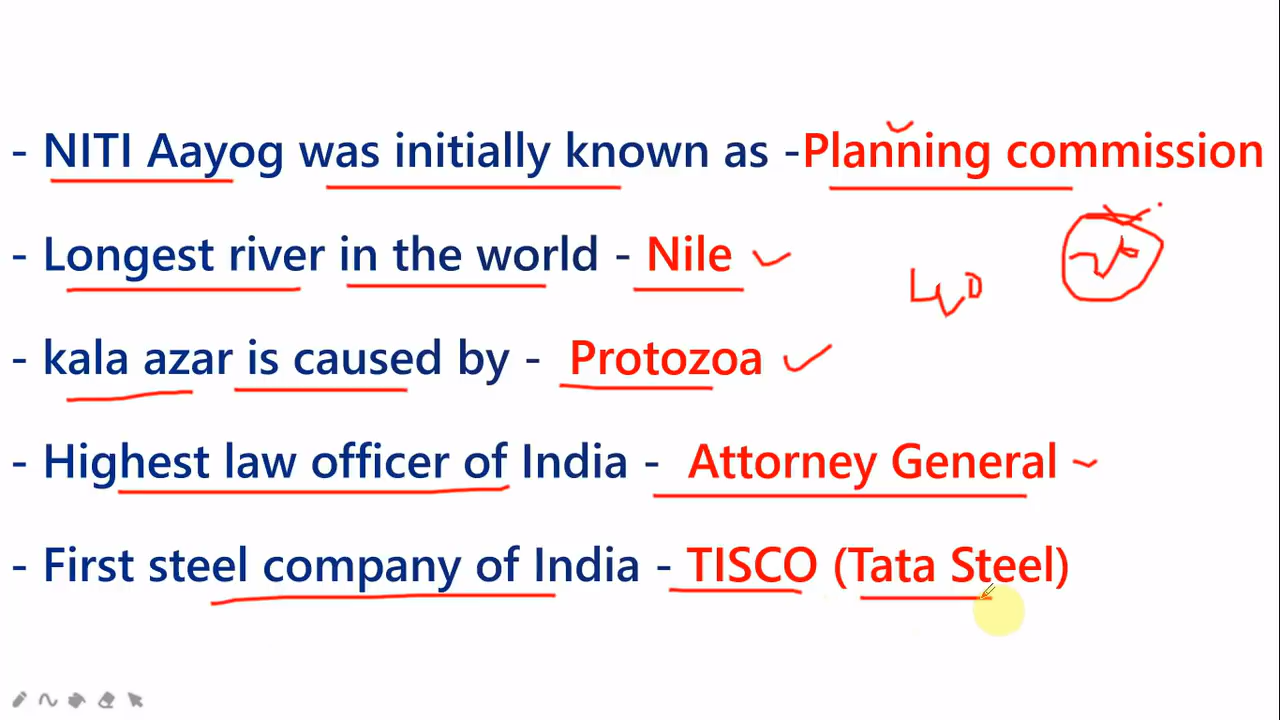 - NITI Aayog was initially known as -Planning commission
- Longest river in the world - Nile
- kala azar is caused by - Protozoa
- Highest law officer of India - Attorney General
- First steel company of India - TISCO (Tata Steel)